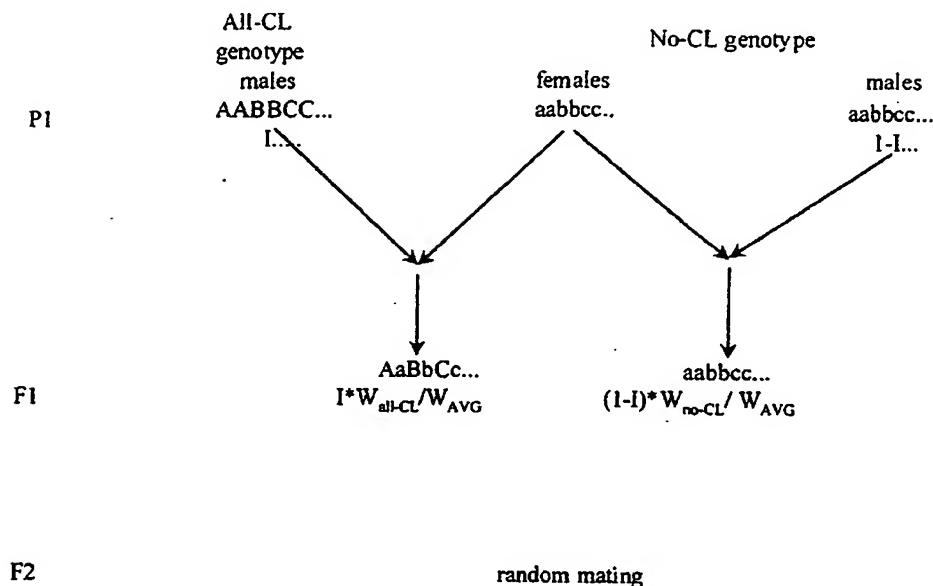 All-CL
genotype
males
AABBCC...
I.....
females
aabbcc..
No-CL genotype
males
aabbcc...
1-I...
P1
AaBbCc...
I*W_all-CL/W_AVG
aabbcc...
(1-I)*W_no-CL/ W_AVG
F1
F2
random mating